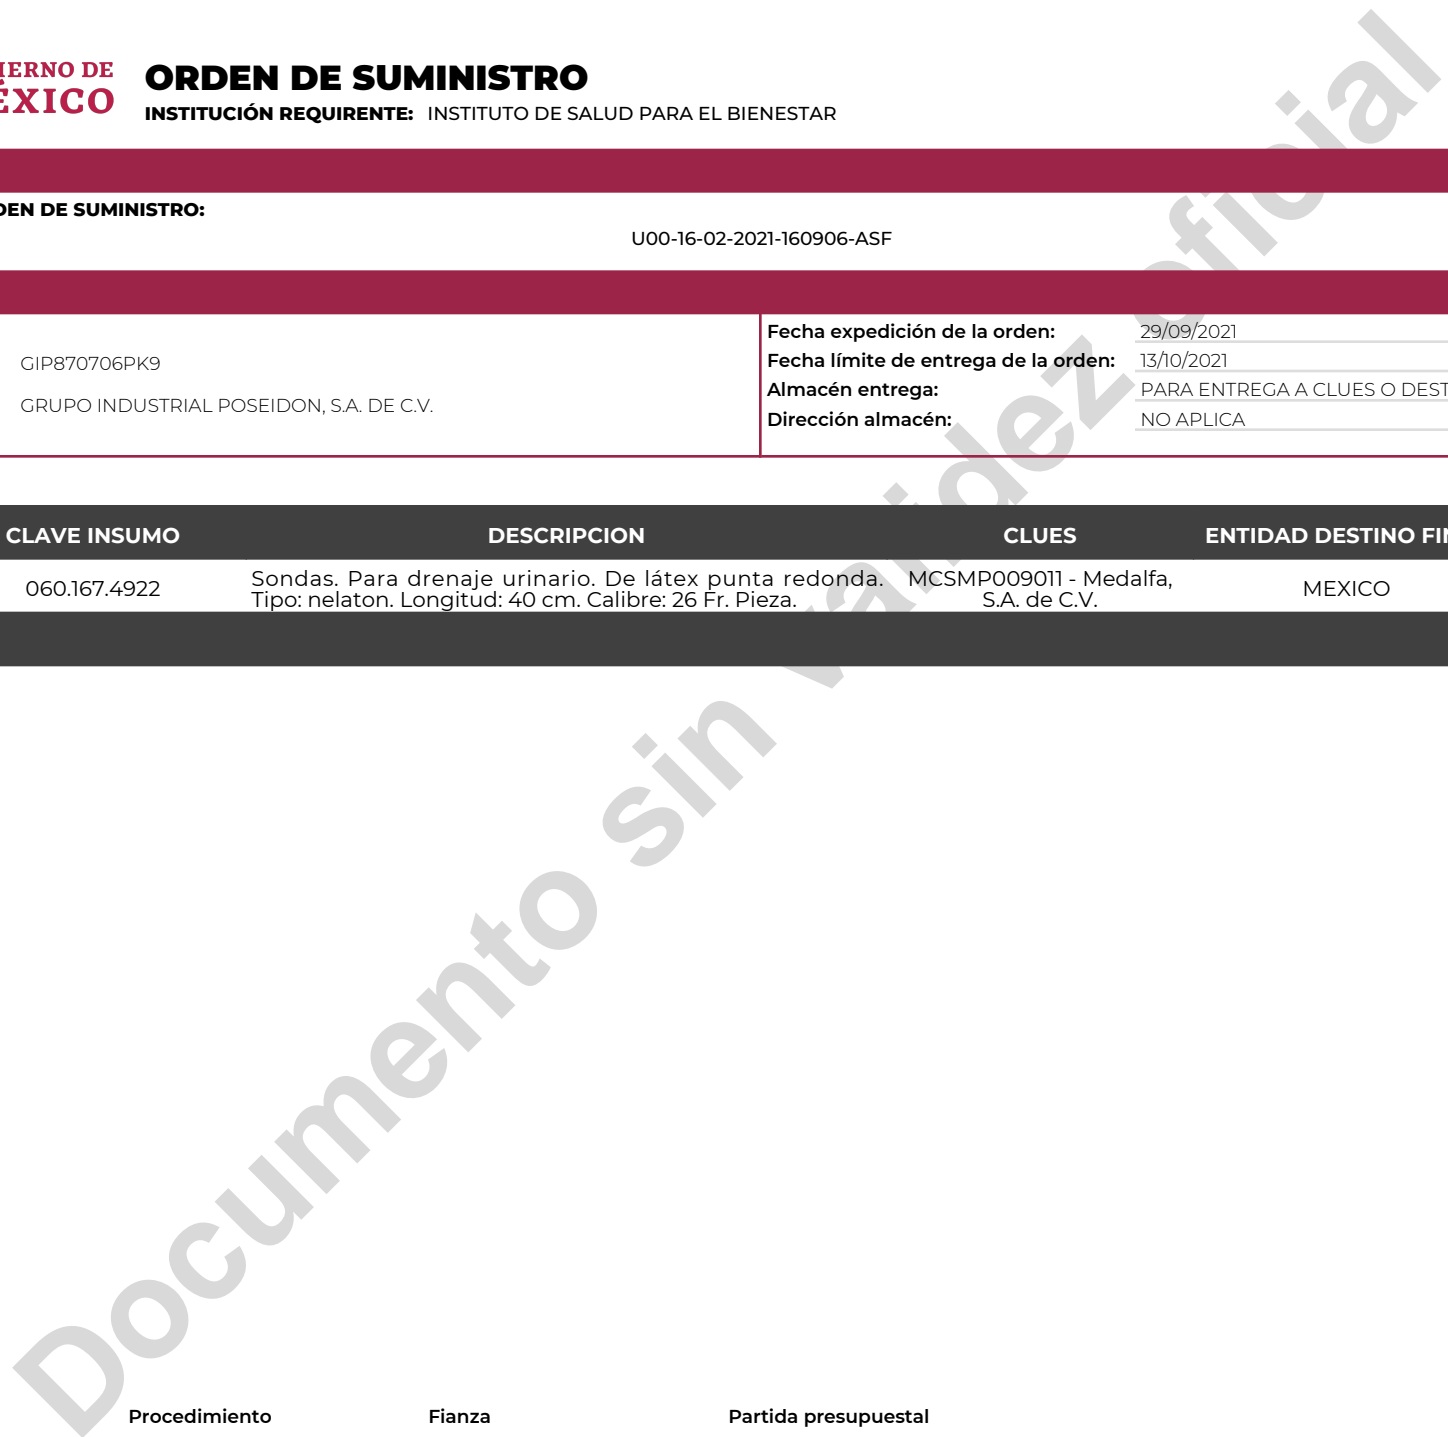 IERNO DE
ÉXICO
ORDEN DE SUMINISTRO
INSTITUCIÓN REQUIRENTE: INSTITUTO DE SALUD PARA EL BIENESTAR
DEN DE SUMINISTRO:
U00-16-02-2021-160906-ASF
GIP870706PK9
GRUPO INDUSTRIAL POSEIDON, S.A. DE C.V.
Fecha expedición de la orden: 29/09/2021
Fecha límite de entrega de la orden: 13/10/2021
Almacén entrega: PARA ENTREGA A CLUES O DEST
Dirección almacén: NO APLICA
CLAVE INSUMO DESCRIPCION CLUES ENTIDAD DESTINO FIN
060.167.4922
Sondas. Para drenaje urinario. De látex punta redonda.
Tipo: nelaton. Longitud: 40 cm. Calibre: 26 Fr. Pieza.
MCSMP009011 - Medalfa,
S.A. de C.V.
MEXICO
Documento sin validez oficial
Procedimiento Fianza Partida presupuestal